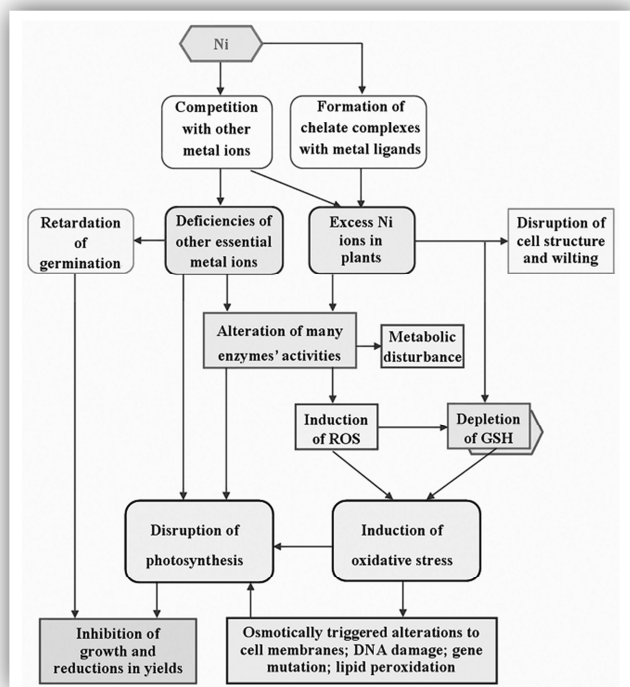 Ni
Competition
with other
metal ions
Formation of
chelate complexes
with metal ligands
Retardation
of
germination
Deficiencies of
other essential
metal ions
Excess Ni
ions in
plants
Disruption of
cell structure
and wilting
Alteration of many
enzymes' activities
Metabolic
disturbance
Induction
of ROS
Depletion
of GSH
Disruption of
photosynthesis
Induction of
oxidative stress
Inhibition of
growth and
reductions in yields
Osmotically triggered alterations to
cell membranes; DNA damage; gene
mutation; lipid peroxidation